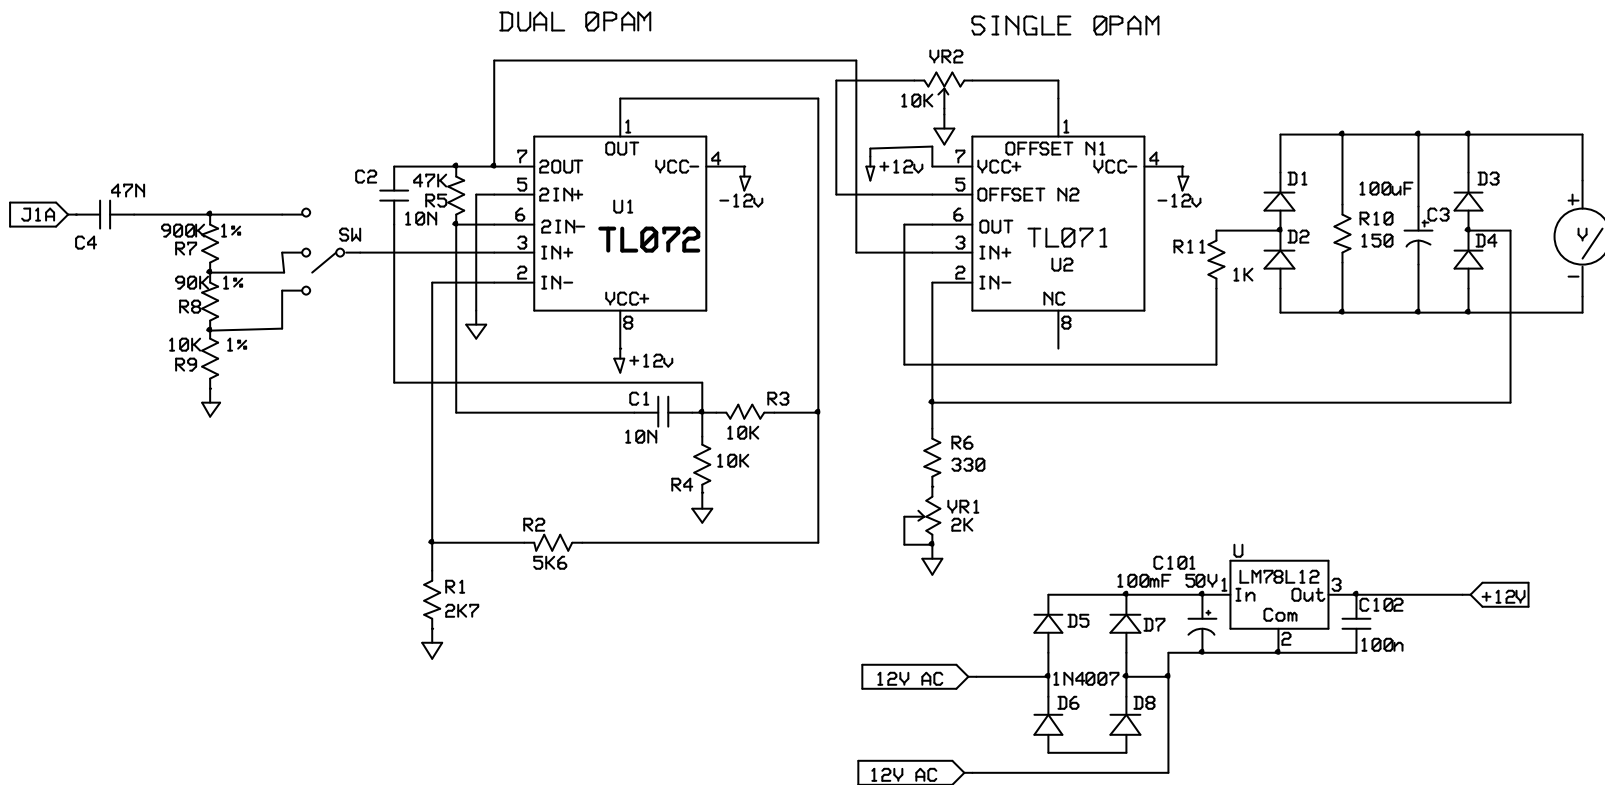 DUAL 0PAM
SINGLE 0PAM
VR2
10K
1
OFFSET N1
7
VCC+
VCC-
4
+12v
-12v
5
OFFSET N2
6
OUT
3
IN+
2
IN-
TL071
U2
NC
8
1
OUT
7
2OUT
VCC-
4
-12v
5
2IN+
6
2IN-
3
IN+
2
IN-
U1
TL072
VCC+
8
+12v
C2
10N
47K
R5
J1A
47N
C4
900K
1%
R7
90K
1%
R8
10K
1%
R9
SW
C1
10N
R3
10K
10K
R4
R2
5K6
R1
2K7
R11
1K
D1
D2
R10
150
100uF
+
C3
D3
D4
+
V
-
R6
330
VR1
2K
C101
100mF 50V
+
U
1
LM78L12
3
In
Out
Com
2
+12V
C102
100n
D5
D7
1N4007
D6
D8
12V AC
12V AC